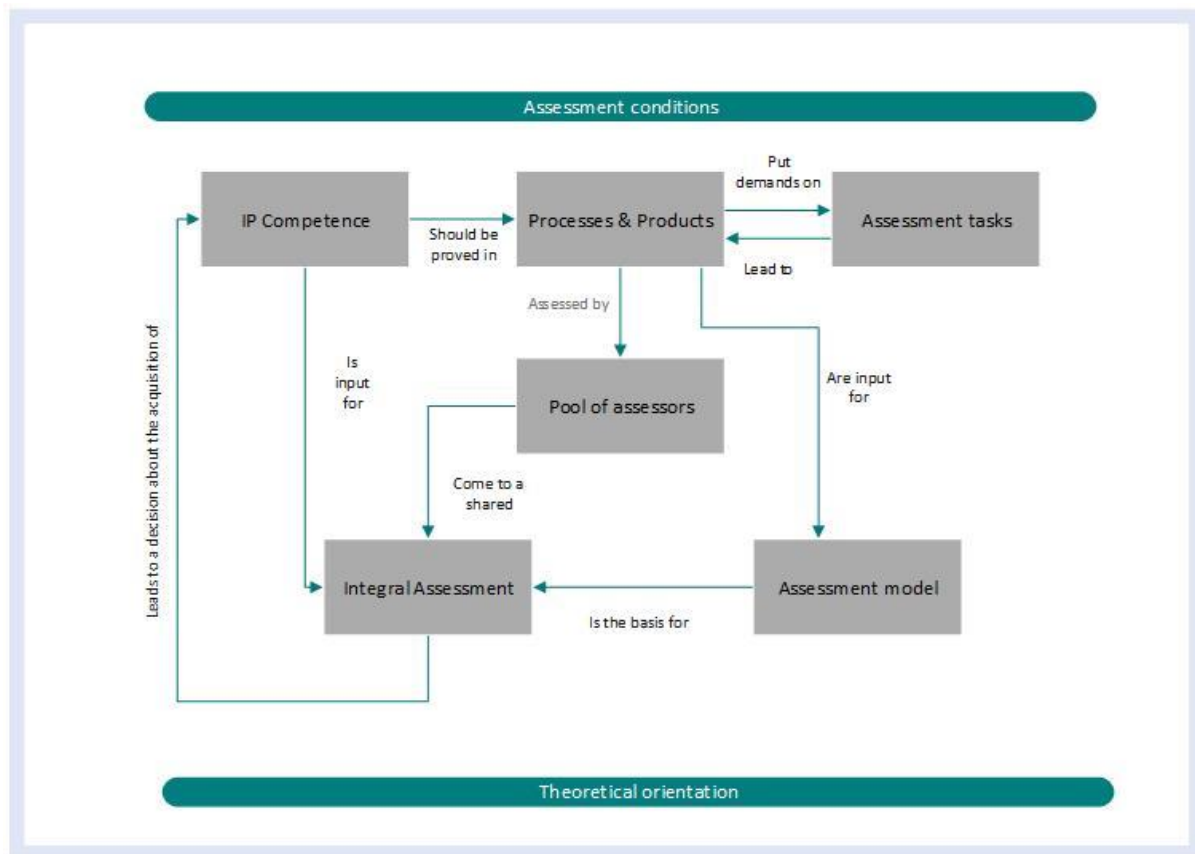 Assessment conditions
Put
demands on
IP Competence
Processes & Products
Assessment tasks
Should be
proved in
Lead to
Assessed by
Leads to a decision about the acquisition of
Is
input
for
Are input
for
Pool of assessors
Come to a
shared
Integral Assessment
Assessment model
Is the basis for
Theoretical orientation